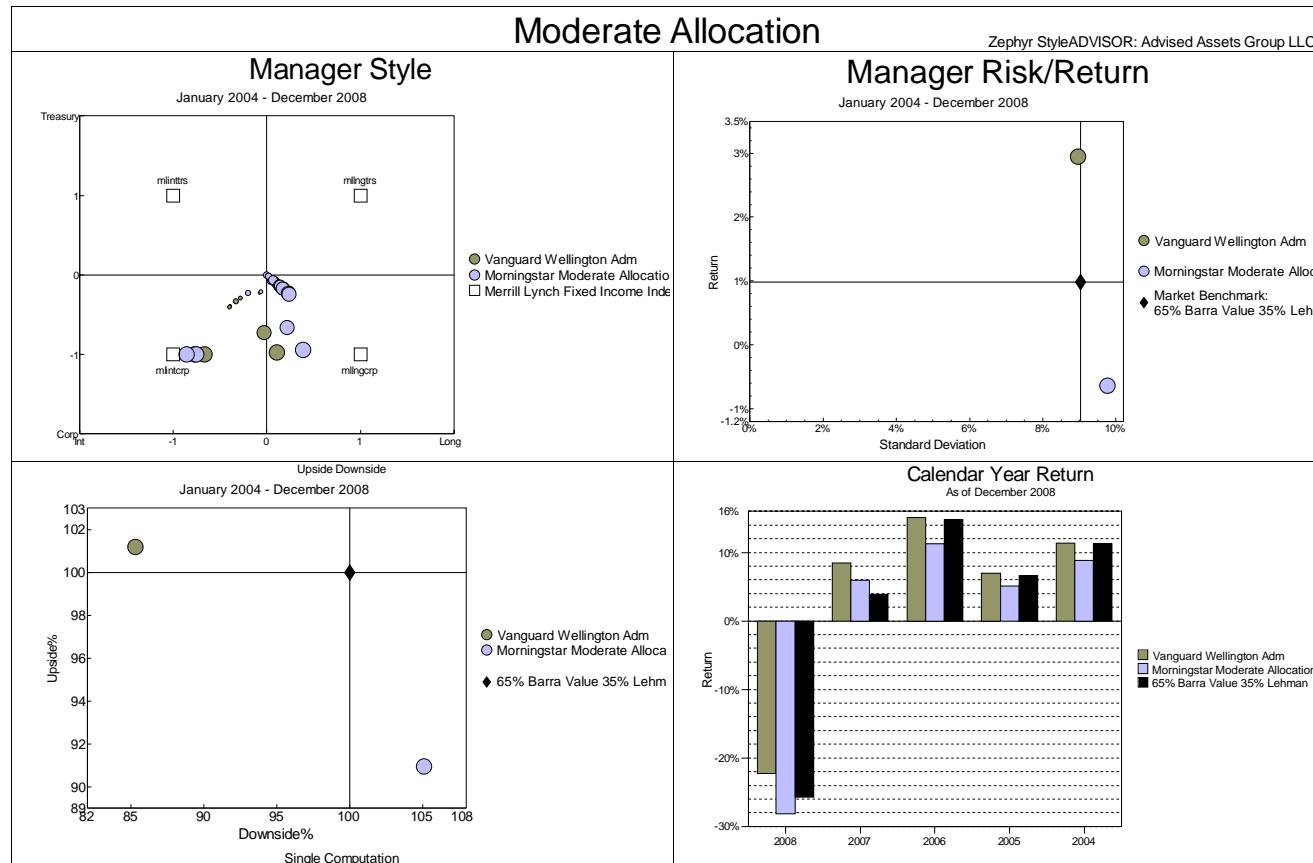 Moderate Allocation
Zephyr StyleADVISOR: Advised Assets Group LLC
Manager Style
January 2004 - December 2008
Treasury
1
0
-1
Corp
Int
-1
0
1
Long
mlinttrs
mllngtrs
mlintcrp
mllngcrp
Vanguard Wellington Adm
Morningstar Moderate Allocatio
Merrill Lynch Fixed Income Inde
Manager Risk/Return
January 2004 - December 2008
Return
3.5%
3%
2%
1%
0%
-1%
-1.2%
0%
2%
4%
6%
8%
10%
Standard Deviation
Vanguard Wellington Adm
Morningstar Moderate Alloc
Market Benchmark:
65% Barra Value 35% Leh
Upside Downside
January 2004 - December 2008
Upside%
103
102
100
98
96
94
92
90
89
82
85
90
95
100
105
108
Downside%
Single Computation
Vanguard Wellington Adm
Morningstar Moderate Alloca
65% Barra Value 35% Lehm
Calendar Year Return
As of December 2008
Return
16%
10%
0%
-10%
-20%
-30%
2008
2007
2006
2005
2004
Vanguard Wellington Adm
Morningstar Moderate Allocation
65% Barra Value 35% Lehman